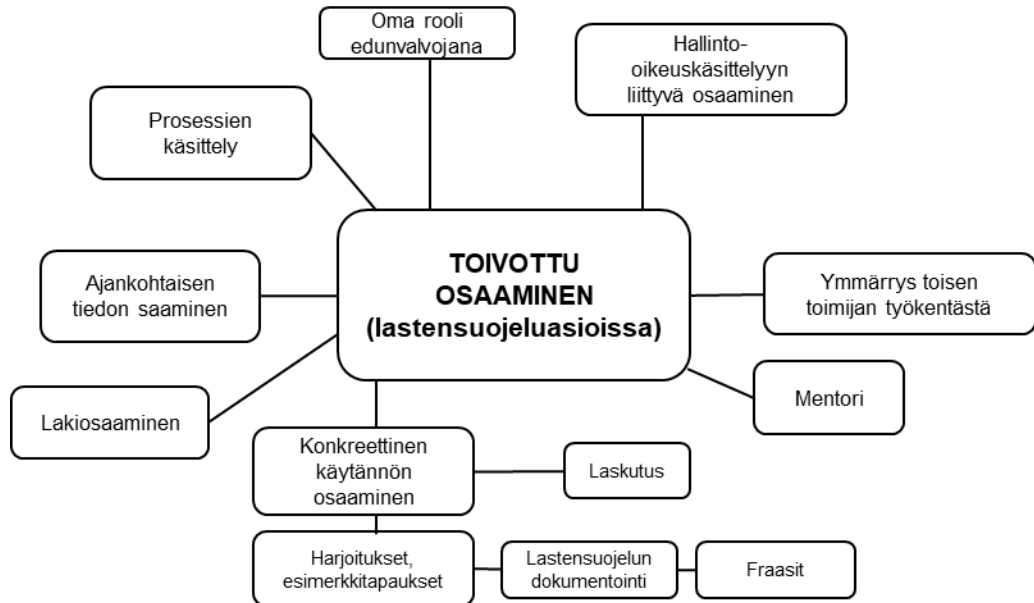 Oma rooli
edunvalvojana
Hallinto-
oikeuskäsittelyyn
liittyvä osaaminen
Prosessien
käsittely
TOIVOTTU
OSAAMINEN
(lastensuojeluasioissa)
Ajankohtaisen
tiedon saaminen
Ymmärrys toisen
toimijan työkentästä
Lakiosaaminen
Mentori
Konkreettinen
käytännön
osaaminen
Laskutus
Harjoitukset,
esimerkkitapaukset
Lastensuojelun
dokumentointi
Fraasit